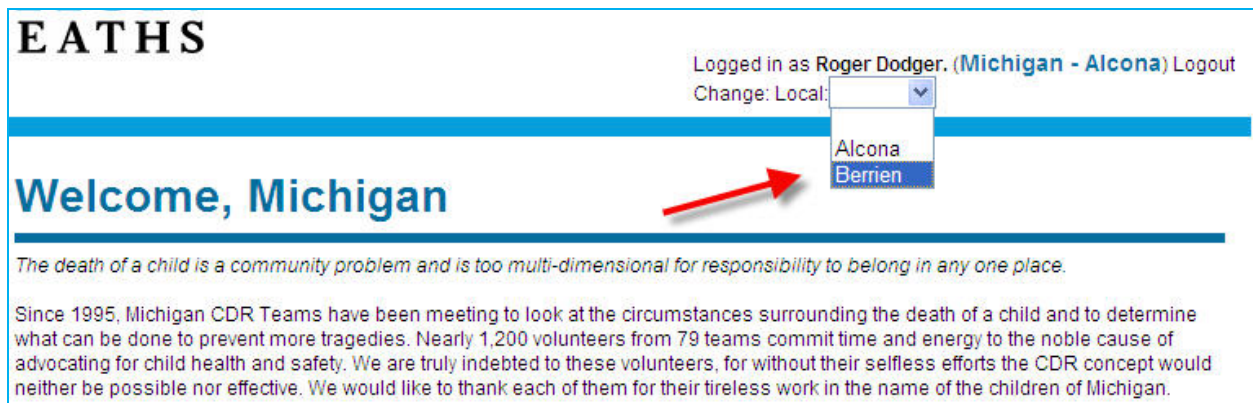 EATHS
Logged in as Roger Dodger. (Michigan - Alcona) Logout
Change: Local:
Alcona
Berrien
Welcome, Michigan
The death of a child is a community problem and is too multi-dimensional for responsibility to belong in any one place.
Since 1995, Michigan CDR Teams have been meeting to look at the circumstances surrounding the death of a child and to determine
what can be done to prevent more tragedies. Nearly 1,200 volunteers from 79 teams commit time and energy to the noble cause of
advocating for child health and safety. We are truly indebted to these volunteers, for without their selfless efforts the CDR concept would
neither be possible nor effective. We would like to thank each of them for their tireless work in the name of the children of Michigan.